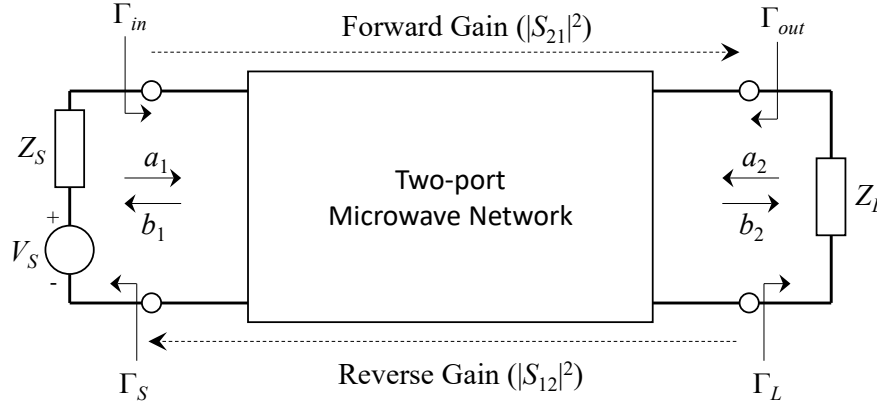 Γin
Forward Gain (|S21|²)
Γout
ZS
a1
b1
+
VS
-
Two-port
Microwave Network
a2
b2
ZL
ΓS
Reverse Gain (|S12|²)
ΓL